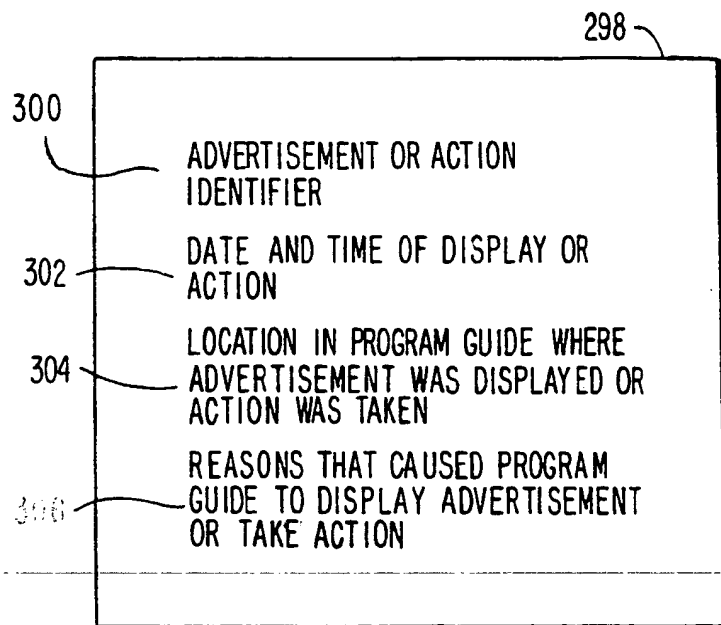 298
300
ADVERTISEMENT OR ACTION
IDENTIFIER
DATE AND TIME OF DISPLAY OR
302
ACTION
LOCATION IN PROGRAM GUIDE WHERE
304
ADVERTISEMENT WAS DISPLAYED OR
ACTION WAS TAKEN
REASONS THAT CAUSED PROGRAM
306
GUIDE TO DISPLAY ADVERTISEMENT
OR TAKE ACTION